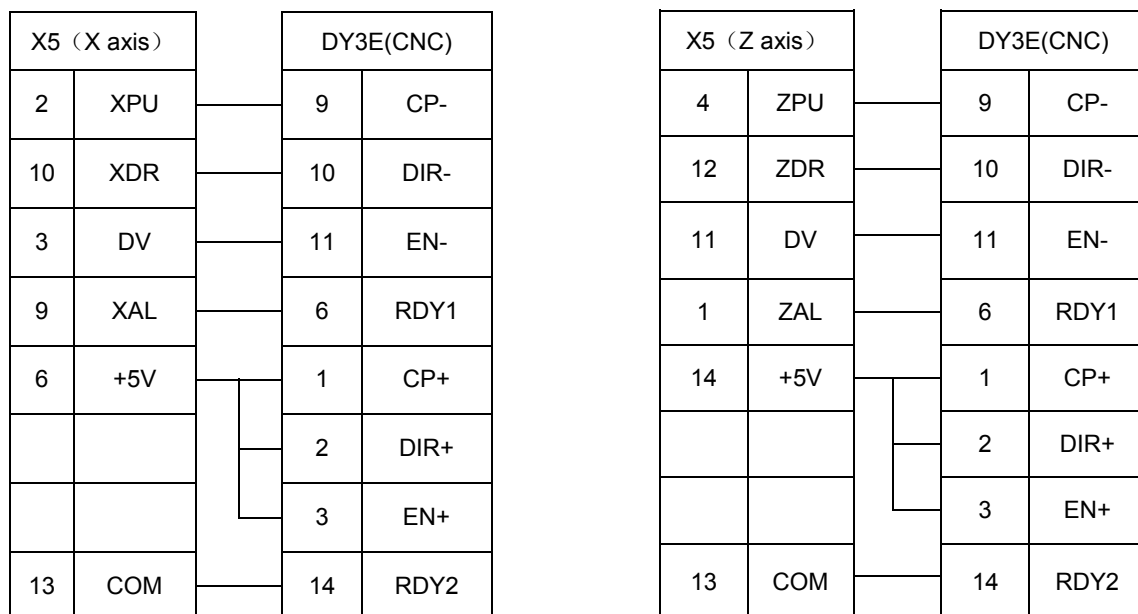 X5（X axis） DY3E(CNC)
2 XPU 9 CP-
10 XDR 10 DIR-
3 DV 11 EN-
9 XAL 6 RDY1
6 +5V 1 CP+
2 DIR+
3 EN+
13 COM 14 RDY2
X5（Z axis） DY3E(CNC)
4 ZPU 9 CP-
12 ZDR 10 DIR-
11 DV 11 EN-
1 ZAL 6 RDY1
14 +5V 1 CP+
2 DIR+
3 EN+
13 COM 14 RDY2